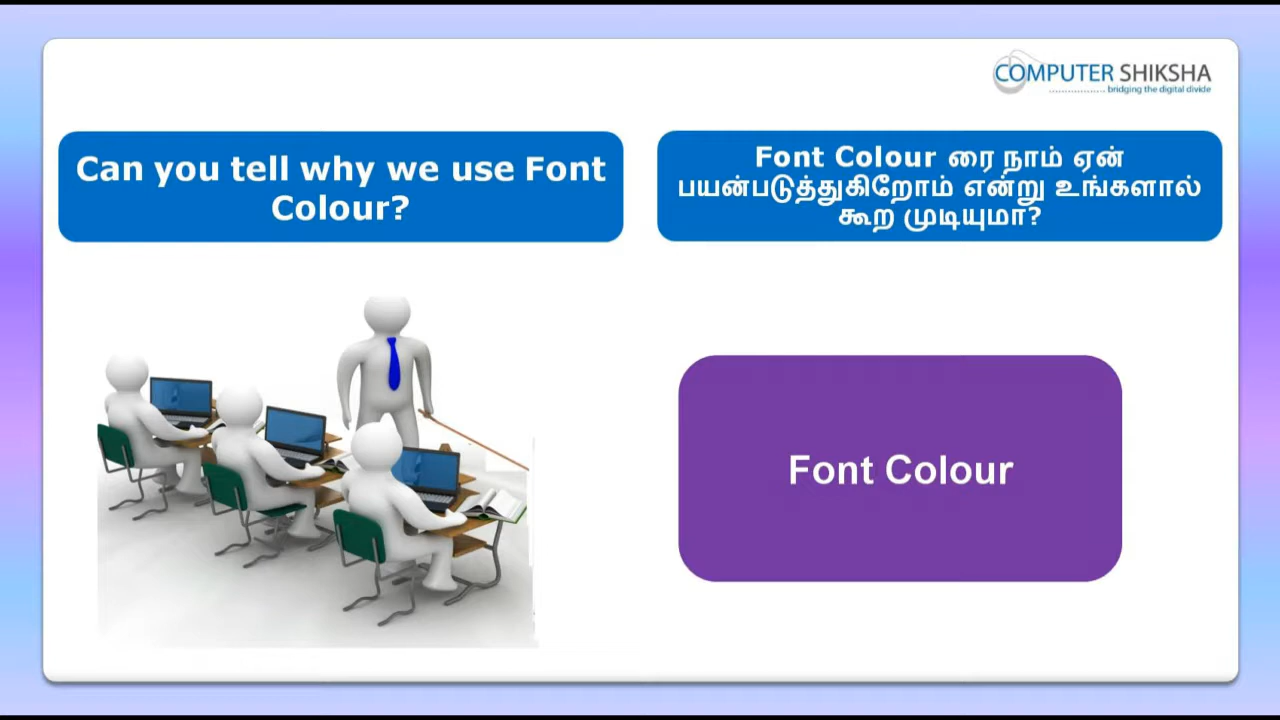 COMPUTER SHIKSHA
bridging the digital divide
Can you tell why we use Font
Colour?
Font Colour ரை நாம் ஏன்
பயன்படுத்துகிறோம் என்று உங்களால்
கூற முடியுமா?
Font Colour